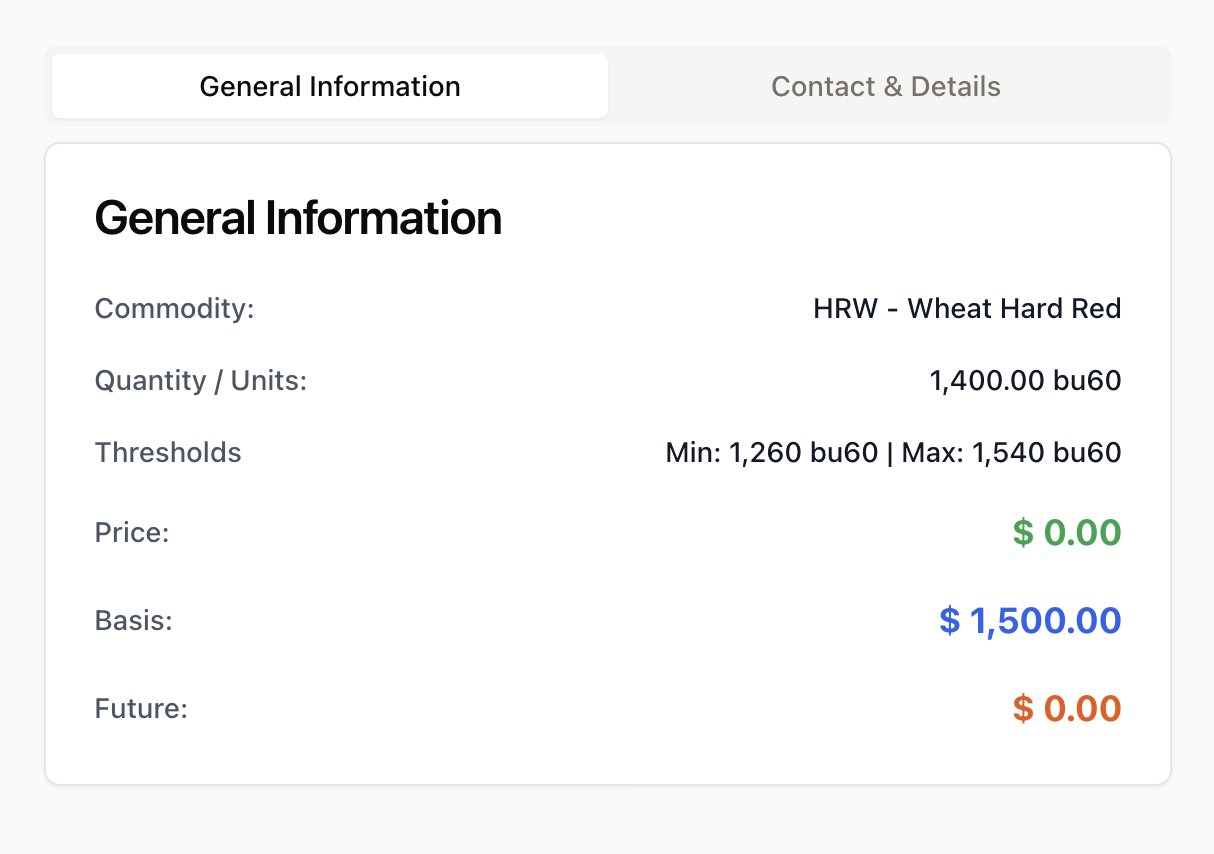 General Information
Contact & Details
General Information
Commodity: HRW - Wheat Hard Red
Quantity / Units: 1,400.00 bu60
Thresholds Min: 1,260 bu60 | Max: 1,540 bu60
Price: $ 0.00
Basis: $ 1,500.00
Future: $ 0.00